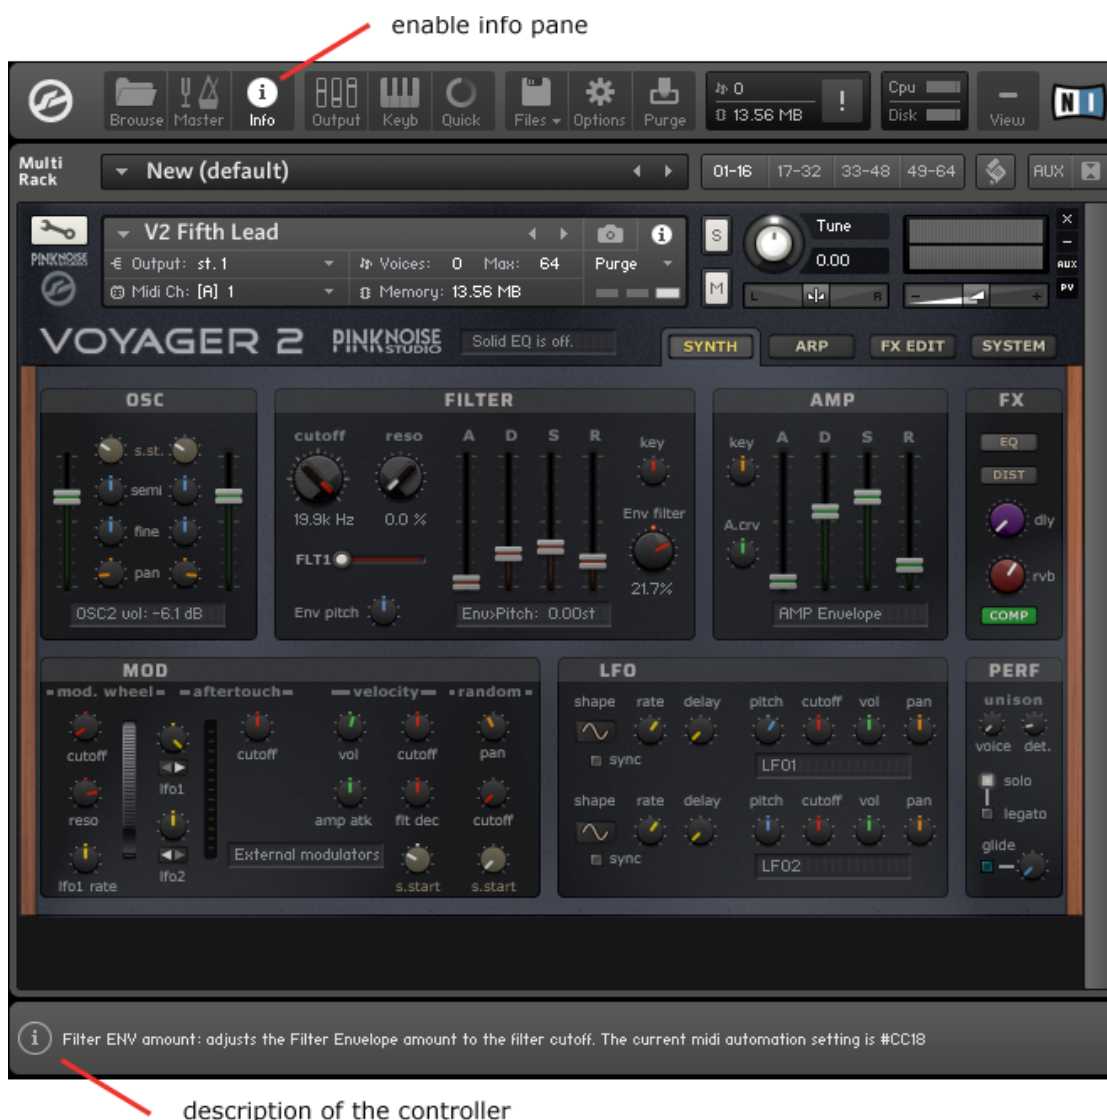 enable info pane
Browse Master Info Output Keyb Quick Files Options Purge
0
13.56 MB
!
Cpu
Disk
View
NI
Multi
Rack
New (default)
01-16 17-32 33-48 49-64
AUX
V2 Fifth Lead
PINKNOISE
Output: st.1 Voices: 0 Max: 64 Purge
Midi Ch: [A] 1 Memory: 13.56 MB
S
M
Tune
0.00
L R
- +
X
-
AUX
PV
VOYAGER 2 PINKNOISE STUDIO Solid EQ is off. SYNTH ARP FX EDIT SYSTEM
OSC
s.st.
semi
fine
pan
OSC2 vol: -6.1 dB
FILTER
cutoff reso A D S R key
19.9k Hz 0.0 % Env filter
FLT1
21.7%
Env pitch Env>Pitch: 0.00st
AMP
key A D S R
A.crv
AMP Envelope
FX
EQ
DIST
dly
rvb
COMP
MOD
mod. wheel aftertouch velocity random
cutoff cutoff vol cutoff pan
lfo1
reso amp atk flt dec cutoff
External modulators
lfo1 rate lfo2 s.start s.start
LFO
shape rate delay pitch cutoff vol pan
sync LFO1
shape rate delay pitch cutoff vol pan
sync LFO2
PERF
unison
voice det.
solo
legato
glide
i Filter ENV amount: adjusts the Filter Envelope amount to the filter cutoff. The current midi automation setting is #CC18
description of the controller